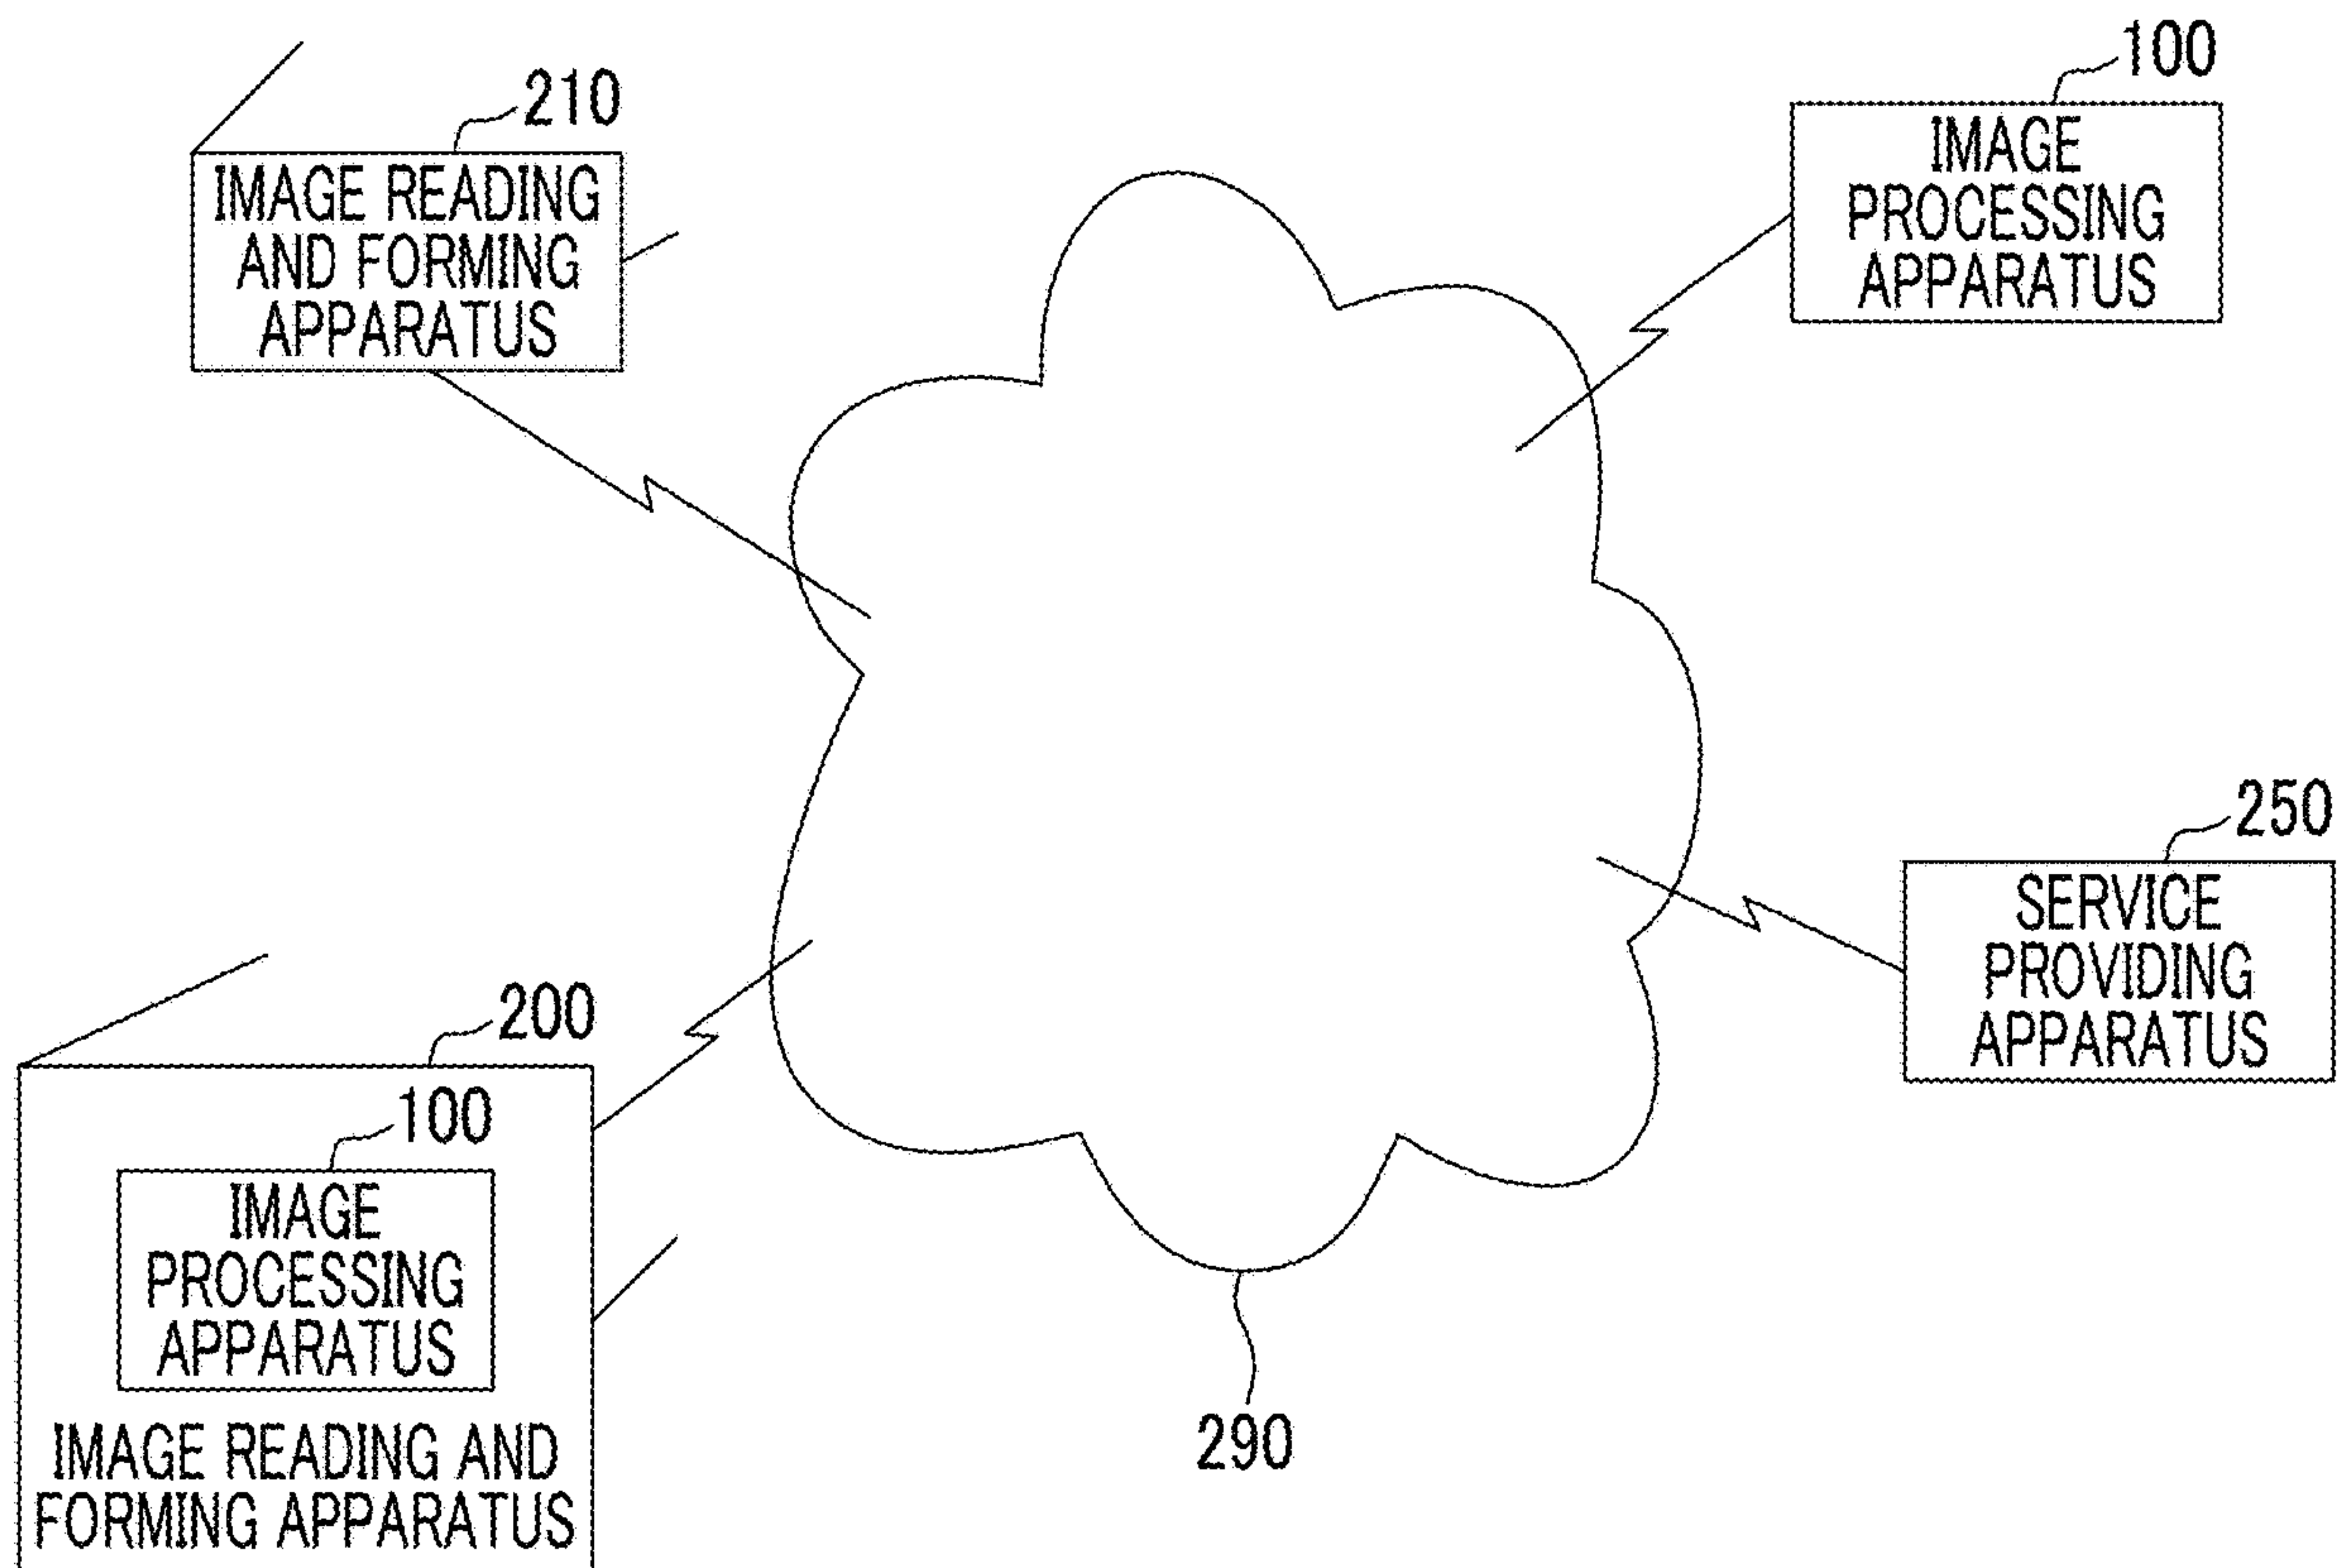 210
IMAGE READING
AND FORMING
APPARATUS
100
IMAGE
PROCESSING
APPARATUS
250
SERVICE
PROVIDING
APPARATUS
200
100
IMAGE
PROCESSING
APPARATUS
IMAGE READING AND
FORMING APPARATUS
290